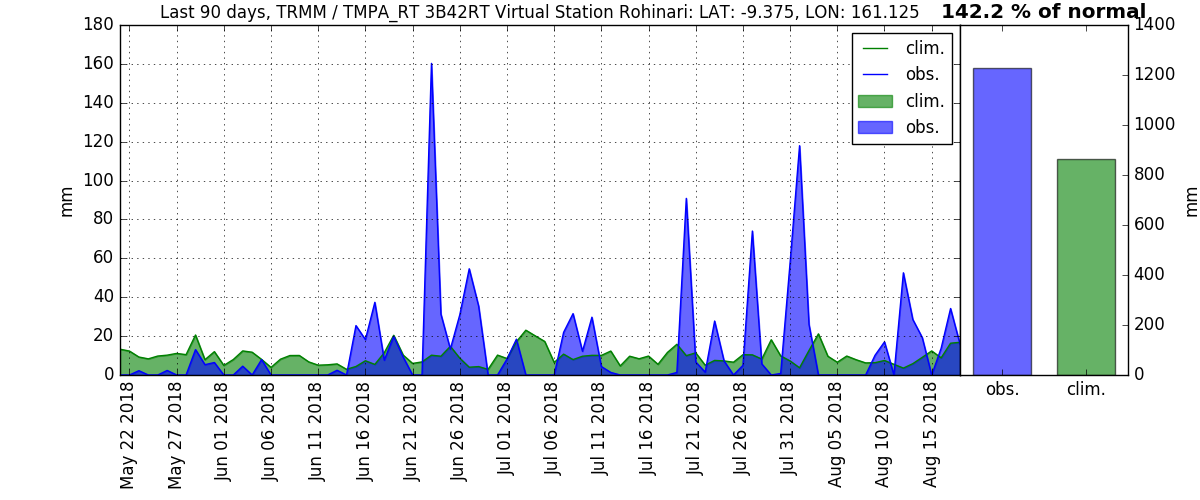 Last 90 days, TRMM / TMPA_RT 3B42RT Virtual Station Rohinari: LAT: -9.375, LON: 161.125
142.2 % of normal
180
160
140
120
100
80
60
40
20
0
mm
clim.
obs.
clim.
obs.
May 22 2018
May 27 2018
Jun 01 2018
Jun 06 2018
Jun 11 2018
Jun 16 2018
Jun 21 2018
Jun 26 2018
Jul 01 2018
Jul 06 2018
Jul 11 2018
Jul 16 2018
Jul 21 2018
Jul 26 2018
Jul 31 2018
Aug 05 2018
Aug 10 2018
Aug 15 2018
1400
1200
1000
800
600
400
200
0
mm
obs.
clim.